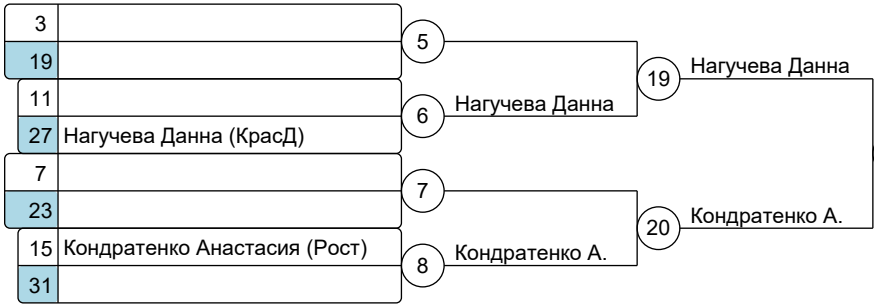 3
19
5
11
27 Нагучева Данна (КрасД)
6 Нагучева Данна
19 Нагучева Данна
7
23
7
15 Кондратенко Анастасия (Рост)
31
8 Кондратенко А.
20 Кондратенко А.